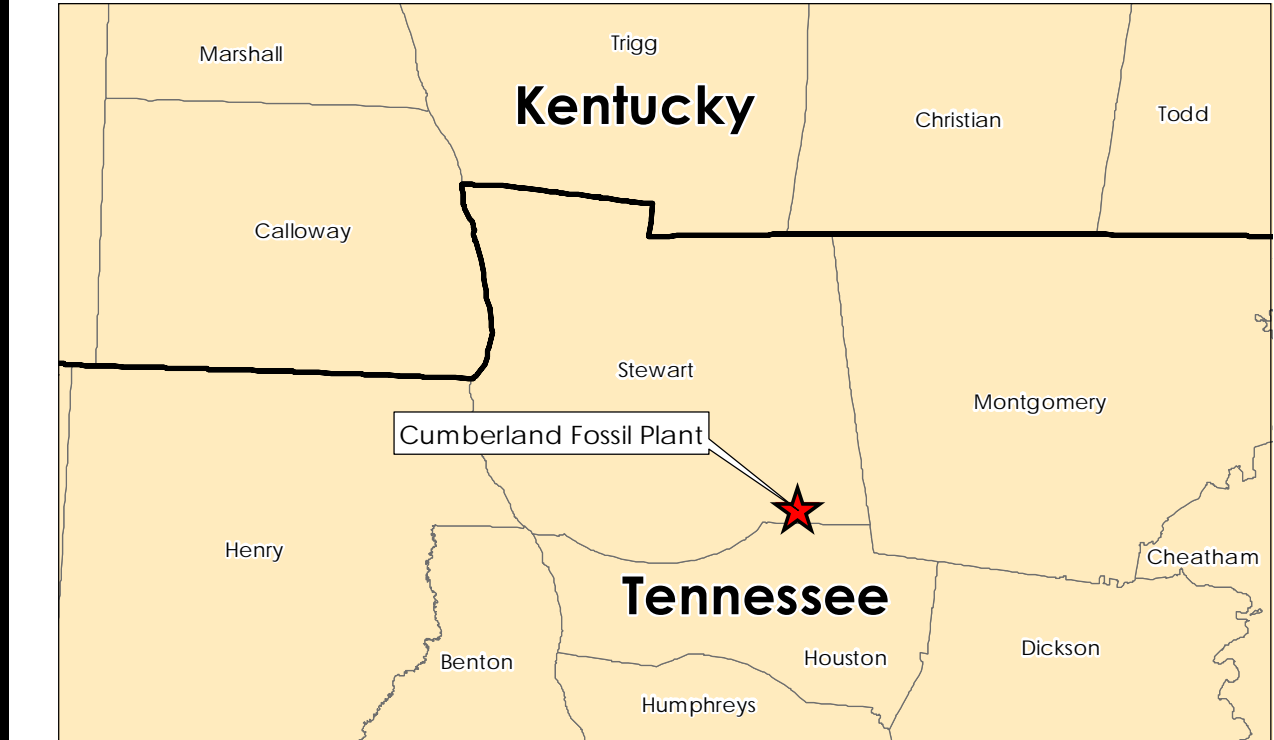 Marshall
Trigg
Kentucky
Christian
Todd
Calloway
Stewart
Montgomery
Cumberland Fossil Plant
Henry
Cheatham
Tennessee
Benton
Houston
Dickson
Humphreys